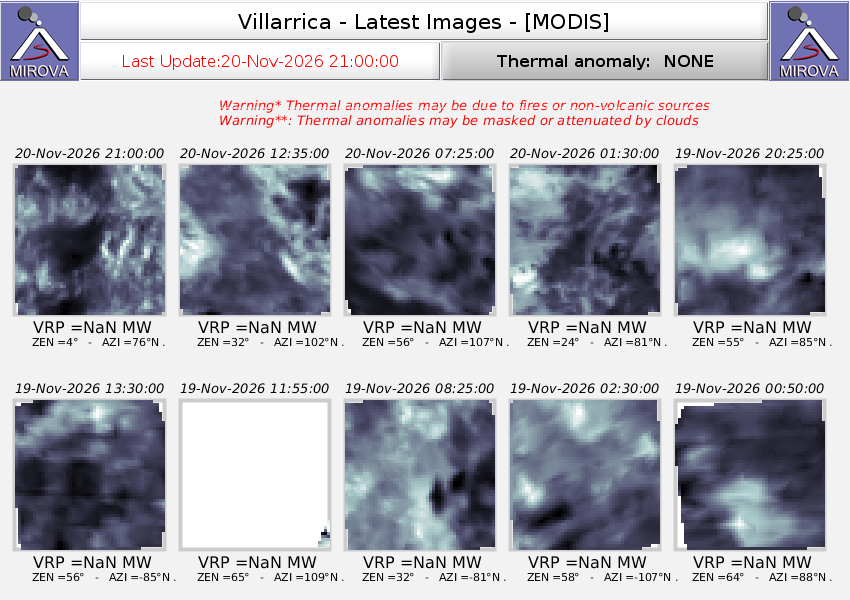 Villarrica - Latest Images - [MODIS]
MIROVA
Last Update:20-Nov-2026 21:00:00
Thermal anomaly: NONE
MIROVA
Warning* Thermal anomalies may be due to fires or non-volcanic sources
Warning**: Thermal anomalies may be masked or attenuated by clouds
20-Nov-2026 21:00:00
20-Nov-2026 12:35:00
20-Nov-2026 07:25:00
20-Nov-2026 01:30:00
19-Nov-2026 20:25:00
VRP =NaN MW
VRP =NaN MW
VRP =NaN MW
VRP =NaN MW
VRP =NaN MW
ZEN =4° - AZI =76°N .
ZEN =32° - AZI =102°N .
ZEN =56° - AZI =107°N .
ZEN =24° - AZI =81°N .
ZEN =55° - AZI =85°N .
19-Nov-2026 13:30:00
19-Nov-2026 11:55:00
19-Nov-2026 08:25:00
19-Nov-2026 02:30:00
19-Nov-2026 00:50:00
VRP =NaN MW
VRP =NaN MW
VRP =NaN MW
VRP =NaN MW
VRP =NaN MW
ZEN =56° - AZI =-85°N .
ZEN =65° - AZI =109°N .
ZEN =32° - AZI =-81°N .
ZEN =58° - AZI =-107°N .
ZEN =64° - AZI =88°N .